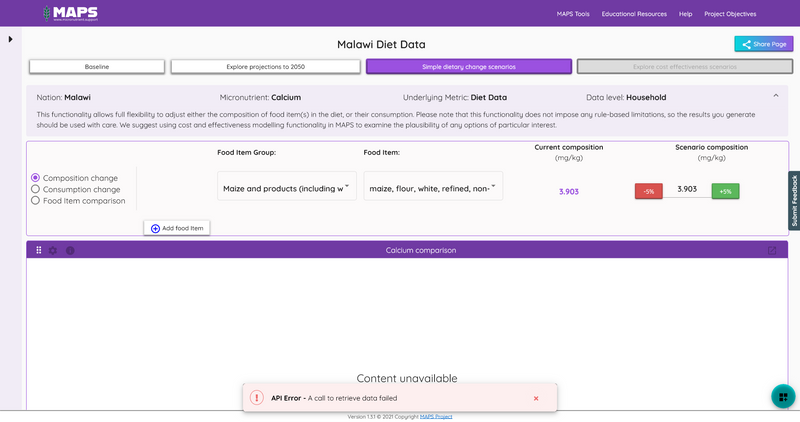 MAPS
www.micronutrient.support
MAPS Tools Educational Resources Help Project Objectives
Malawi Diet Data
Share Page
Baseline
Explore projections to 2050
Simple dietary change scenarios
Explore cost effectiveness scenarios
Nation: Malawi Micronutrient: Calcium Underlying Metric: Diet Data Data level: Household
This functionality allows full flexibility to adjust either the composition of food item(s) in the diet, or their consumption. Please note that this functionality does not impose any rule-based limitations, so the results you generate
should be used with care. We suggest using cost and effectiveness modelling functionality in MAPS to examine the plausibility of any options of particular interest.
Food Item Group: Food Item: Current composition Scenario composition
(mg/kg) (mg/kg)
Composition change
Consumption change
Food Item comparison
Maize and products (including w
maize, flour, white, refined, non-
3.903
-5% 3.903 +5%
Add food Item
Submit Feedback
Calcium comparison
Content unavailable
API Error - A call to retrieve data failed
Version 1.5.1 © 2021 Copyright MAPS Project